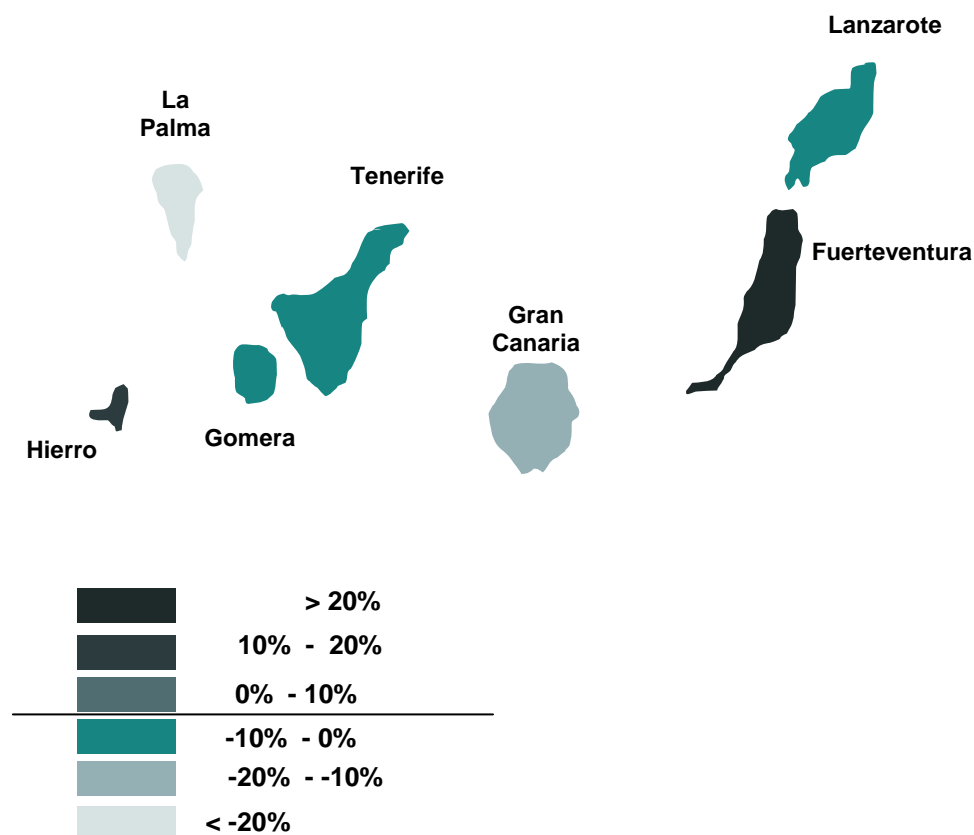 Lanzarote
La
Palma
Tenerife
Fuerteventura
Gran
Canaria
Gomera
Hierro
> 20%
10% - 20%
0% - 10%
-10% - 0%
-20% - -10%
< -20%